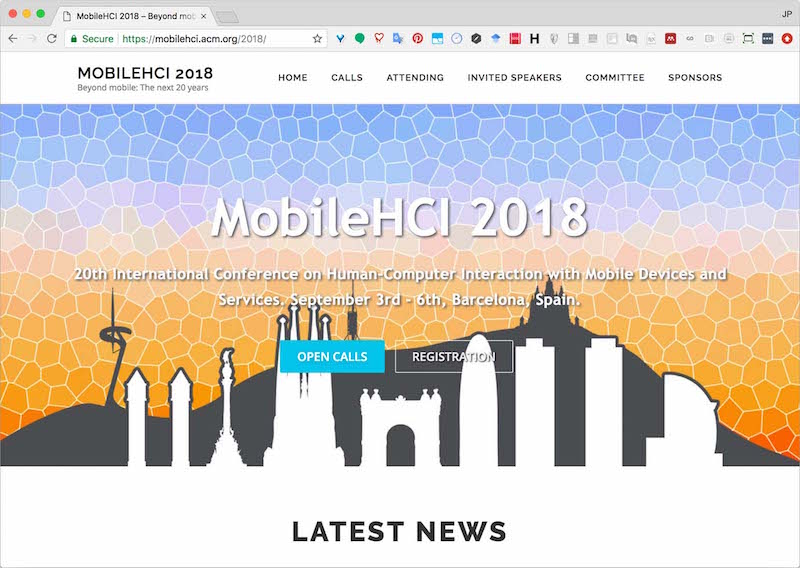 MobileHCI 2018 – Beyond mob
JP
Secure https://mobilehci.acm.org/2018/
MOBILEHCI 2018
Beyond mobile: The next 20 years
HOME CALLS ATTENDING INVITED SPEAKERS COMMITTEE SPONSORS
MobileHCI 2018
20th International Conference on Human-Computer Interaction with Mobile Devices and
Services. September 3rd - 6th, Barcelona, Spain.
OPEN CALLS REGISTRATION
LATEST NEWS